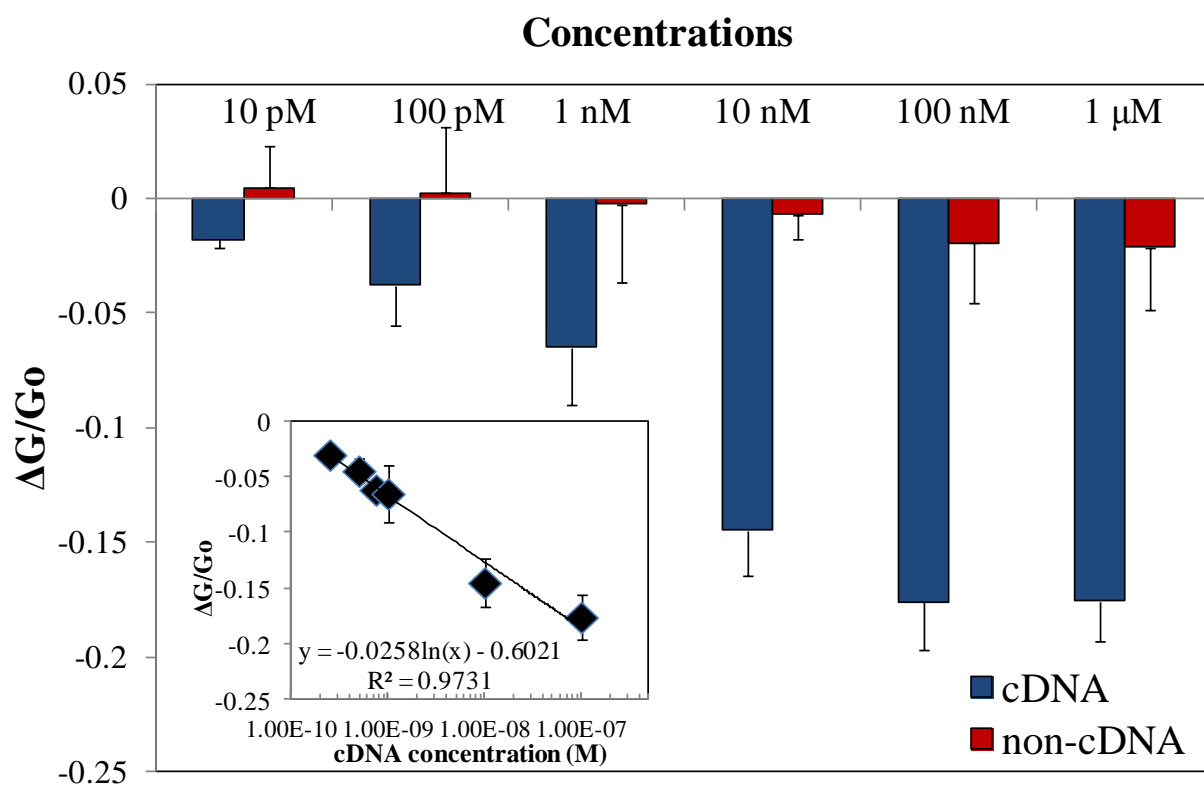 Concentrations
0.05
10 pM 100 pM 1 nM 10 nM 100 nM 1 μM
0
-0.05
-0.1
-0.15
-0.2
-0.25
ΔG/Go
0
-0.05
-0.1
-0.15
-0.2
-0.25
ΔG/Go
y = -0.0258ln(x) - 0.6021
R² = 0.9731
1.00E-10 1.00E-09 1.00E-08 1.00E-07
cDNA concentration (M)
cDNA
non-cDNA